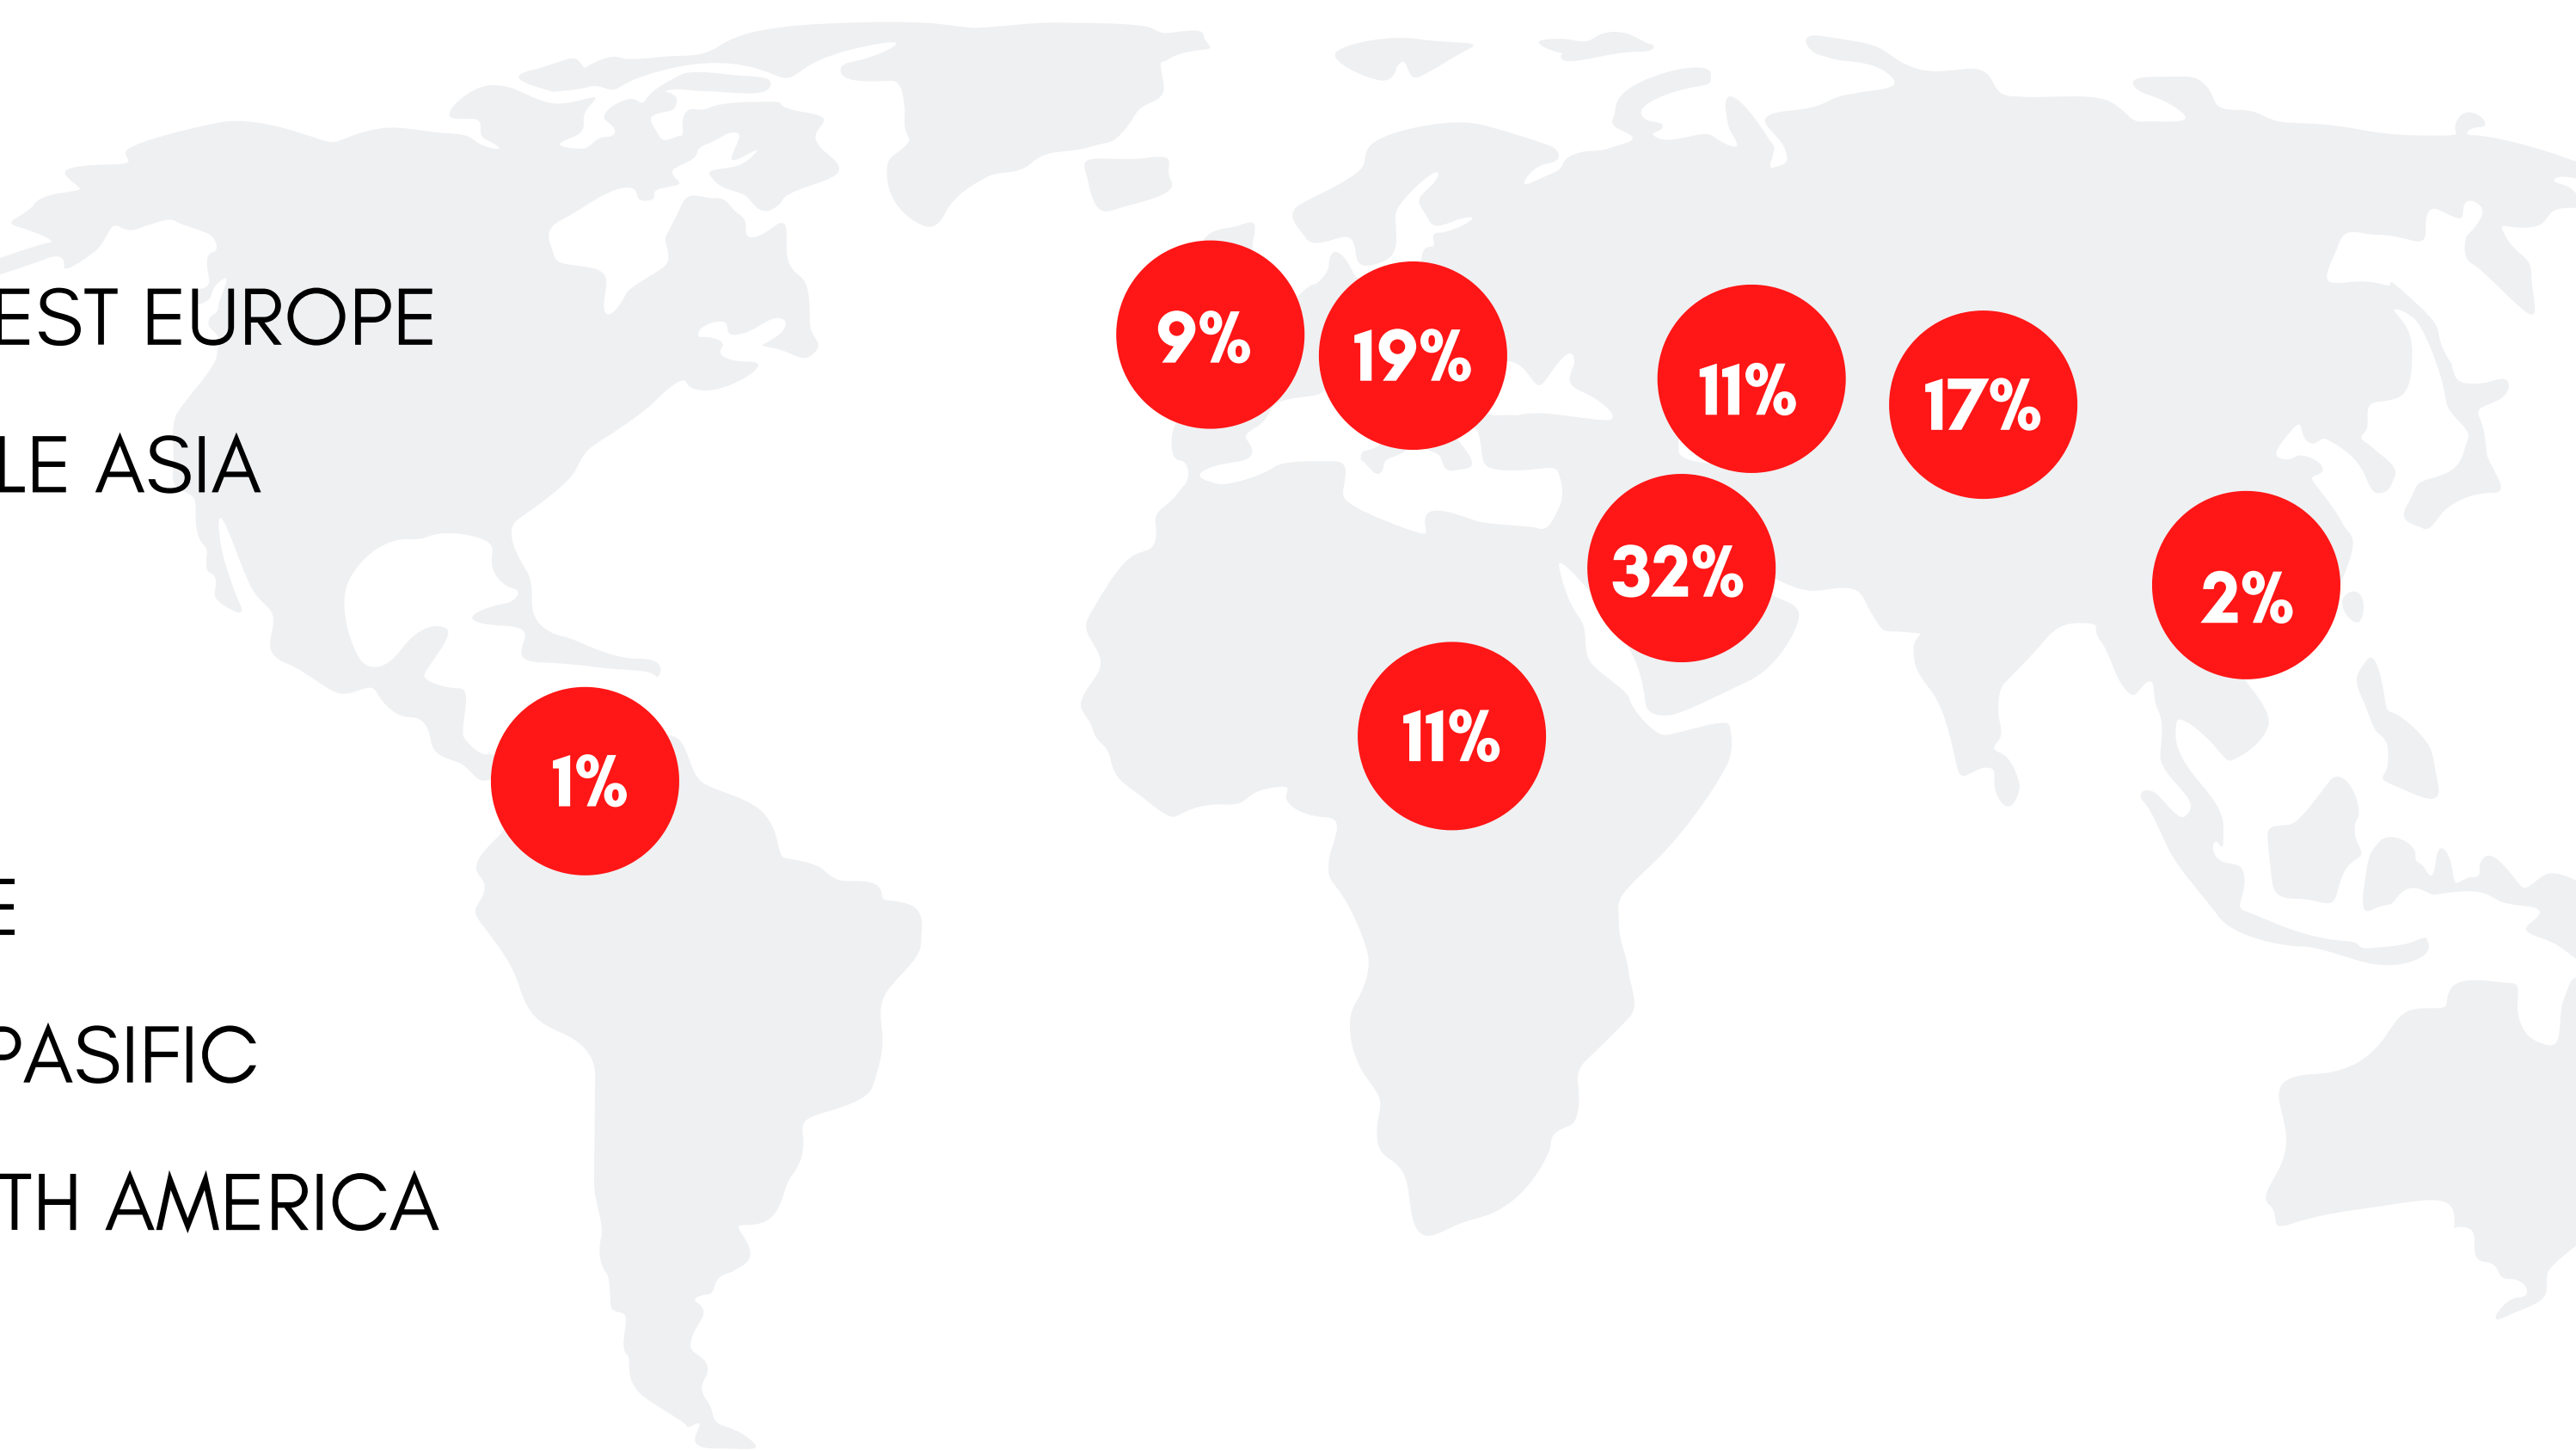 EST EUROPE
LE ASIA
E
PASIFIC
TH AMERICA
9%
19%
11%
17%
32%
2%
11%
1%